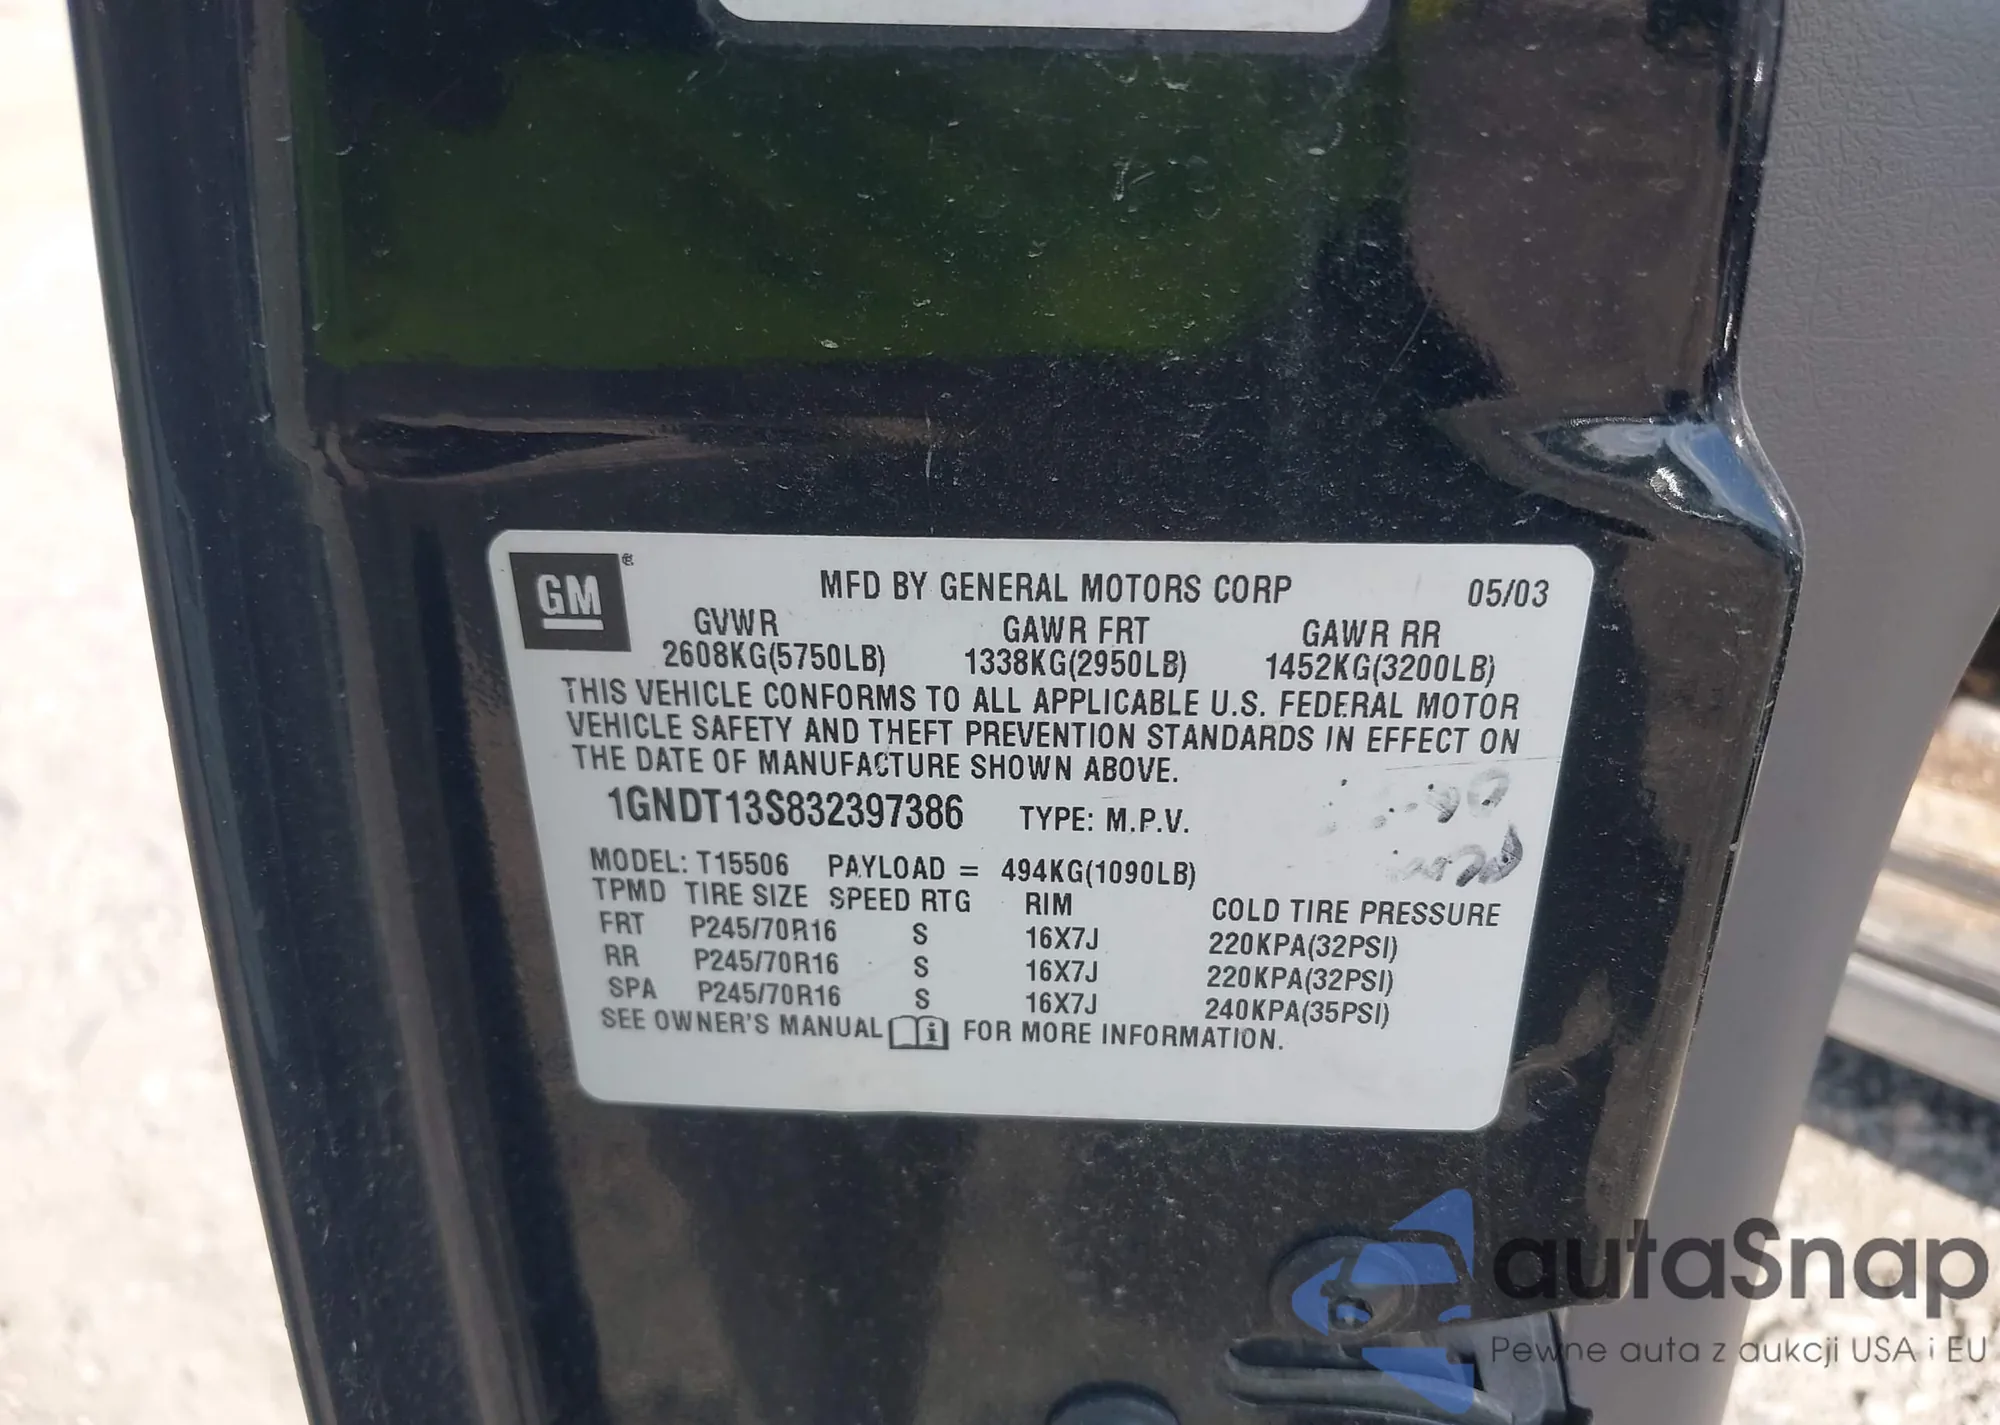 GM®
MFD BY GENERAL MOTORS CORP 05/03
GVWR GAWR FRT GAWR RR
2608KG(5750LB) 1338KG(2950LB) 1452KG(3200LB)
THIS VEHICLE CONFORMS TO ALL APPLICABLE U.S. FEDERAL MOTOR
VEHICLE SAFETY AND THEFT PREVENTION STANDARDS IN EFFECT ON
THE DATE OF MANUFACTURE SHOWN ABOVE.
1GNDT13S832397386 TYPE: M.P.V.
MODEL: T15506 PAYLOAD = 494KG(1090LB)
TPMD TIRE SIZE SPEED RTG RIM COLD TIRE PRESSURE
FRT P245/70R16 S 16X7J 220KPA(32PSI)
RR P245/70R16 S 16X7J 220KPA(32PSI)
SPA P245/70R16 S 16X7J 240KPA(35PSI)
SEE OWNER'S MANUAL i FOR MORE INFORMATION.
autaSnap
Pewne auta z aukcji USA i EU